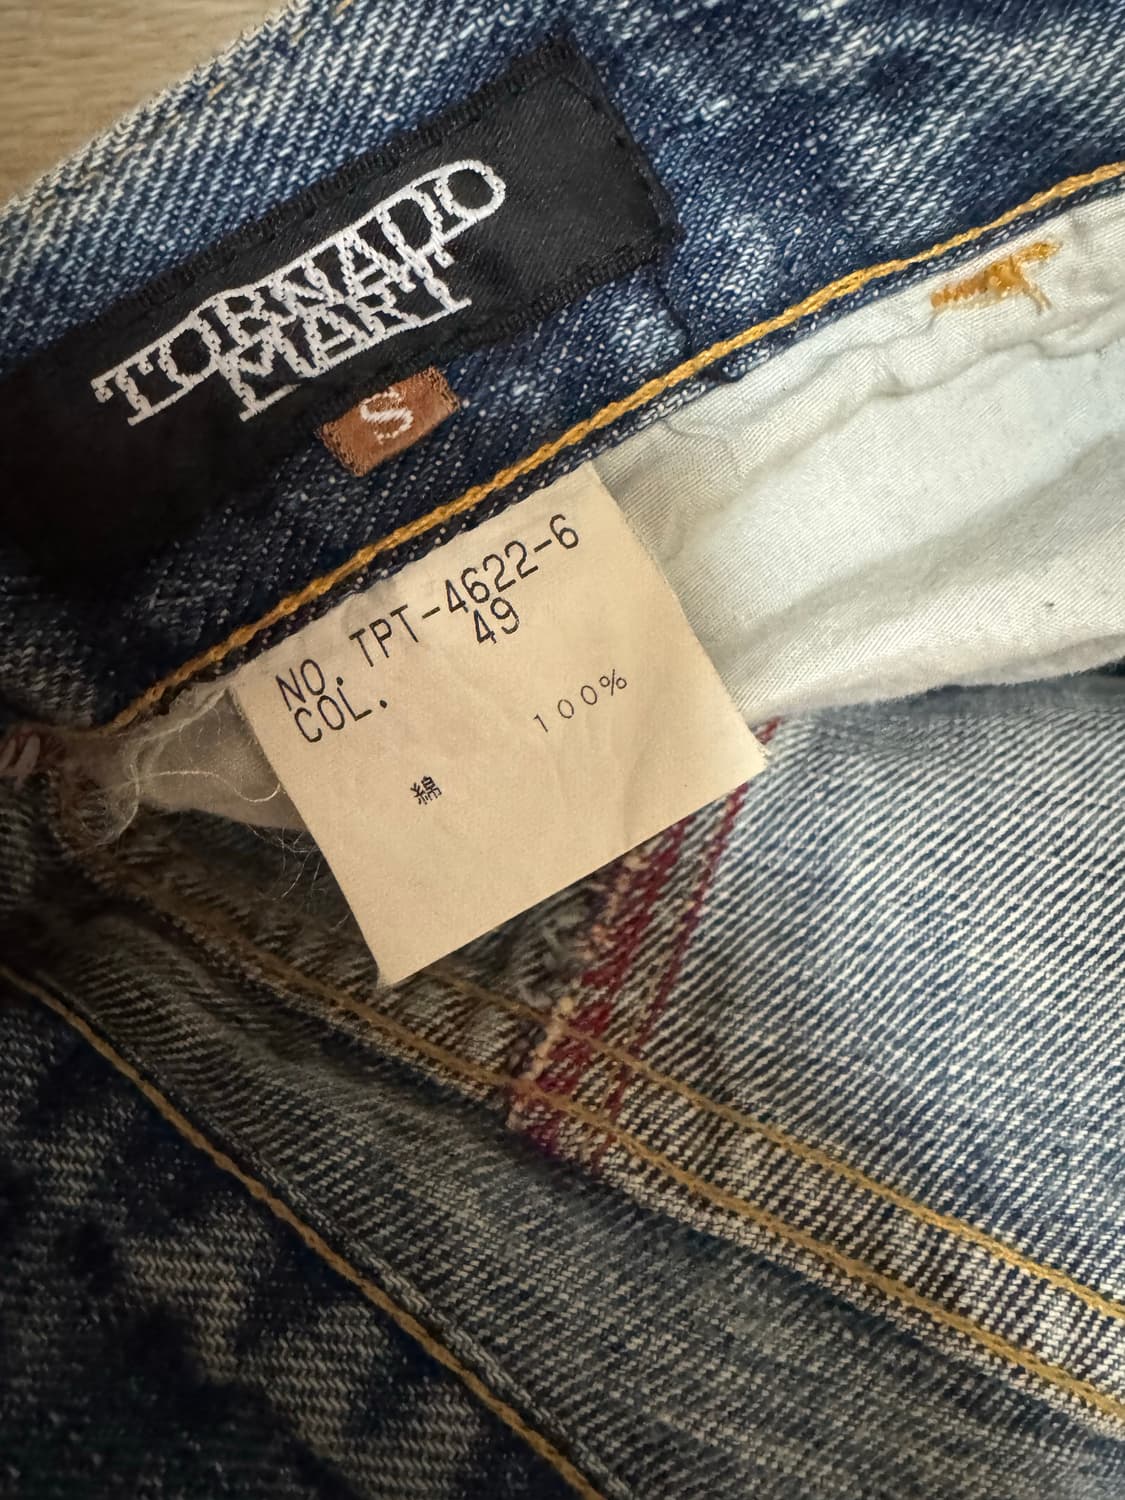 TORNADO
MART
S
NO. TPT-4622-6
COL. 49
綿 100%